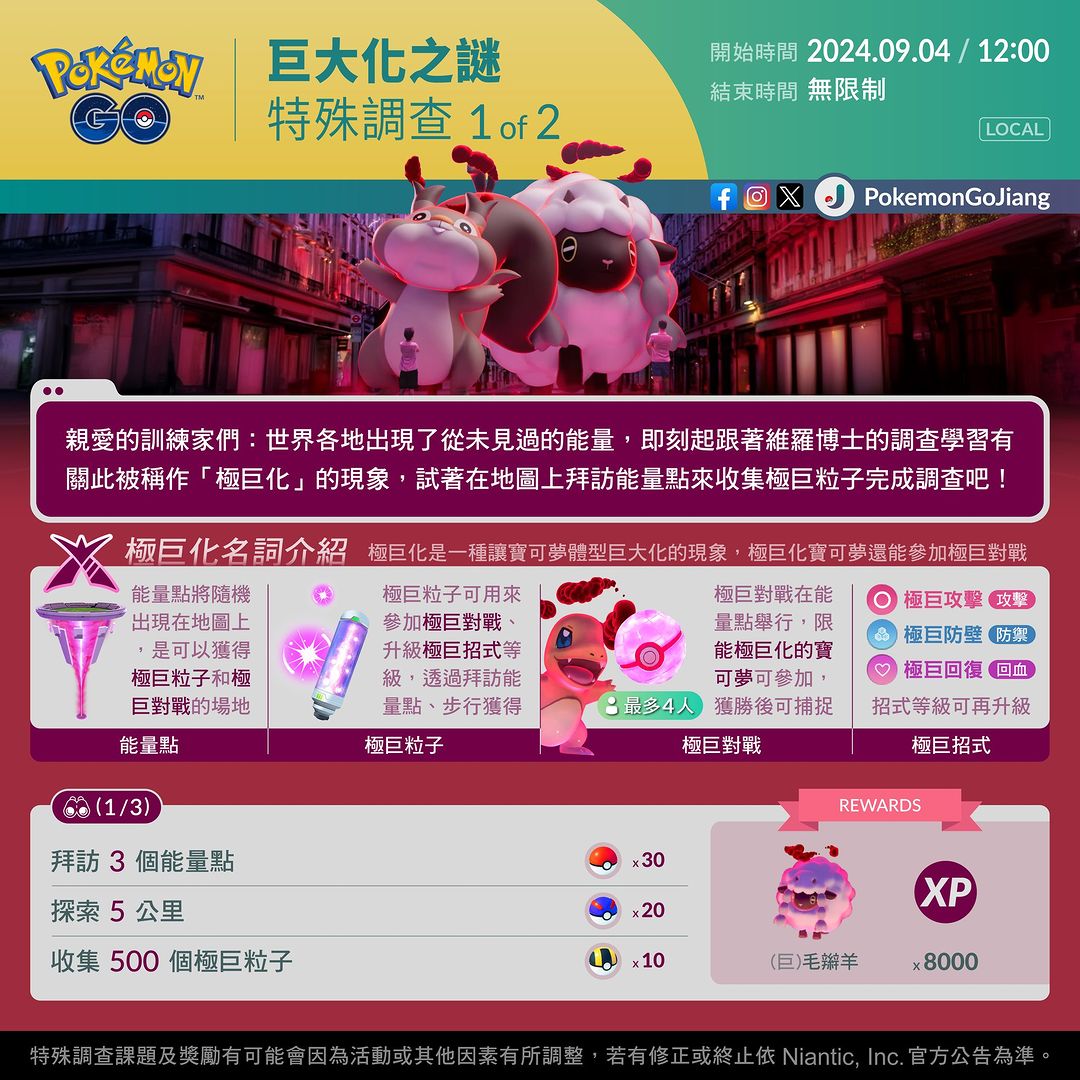 POKéMON
GO
TM
巨大化之謎
特殊調查 1 of 2
開始時間 2024.09.04 / 12:00
結束時間 無限制
LOCAL
PokemonGoJiang
親愛的訓練家們：世界各地出現了從未見過的能量，即刻起跟著維羅博士的調查學習有
關此被稱作「極巨化」的現象，試著在地圖上拜訪能量點來收集極巨粒子完成調查吧！
極巨化名詞介紹 極巨化是一種讓寶可夢體型巨大化的現象，極巨化寶可夢還能參加極巨對戰
能量點將隨機
出現在地圖上
，是可以獲得
極巨粒子和極
巨對戰的場地
能量點
極巨粒子可用來
參加極巨對戰、
升級極巨招式等
級，透過拜訪能
量點、步行獲得
極巨粒子
極巨對戰在能
量點舉行，限
能極巨化的寶
可夢可參加，
獲勝後可捕捉
最多4人
極巨對戰
極巨攻擊 攻擊
極巨防壁 防禦
極巨回復 回血
招式等級可再升級
極巨招式
(1/3)
拜訪 3 個能量點 x30
探索 5 公里 x20
收集 500 個極巨粒子 x10
REWARDS
XP
(巨)毛辮羊 x8000
特殊調查課題及獎勵有可能會因為活動或其他因素有所調整，若有修正或終止依 Niantic, Inc. 官方公告為準。